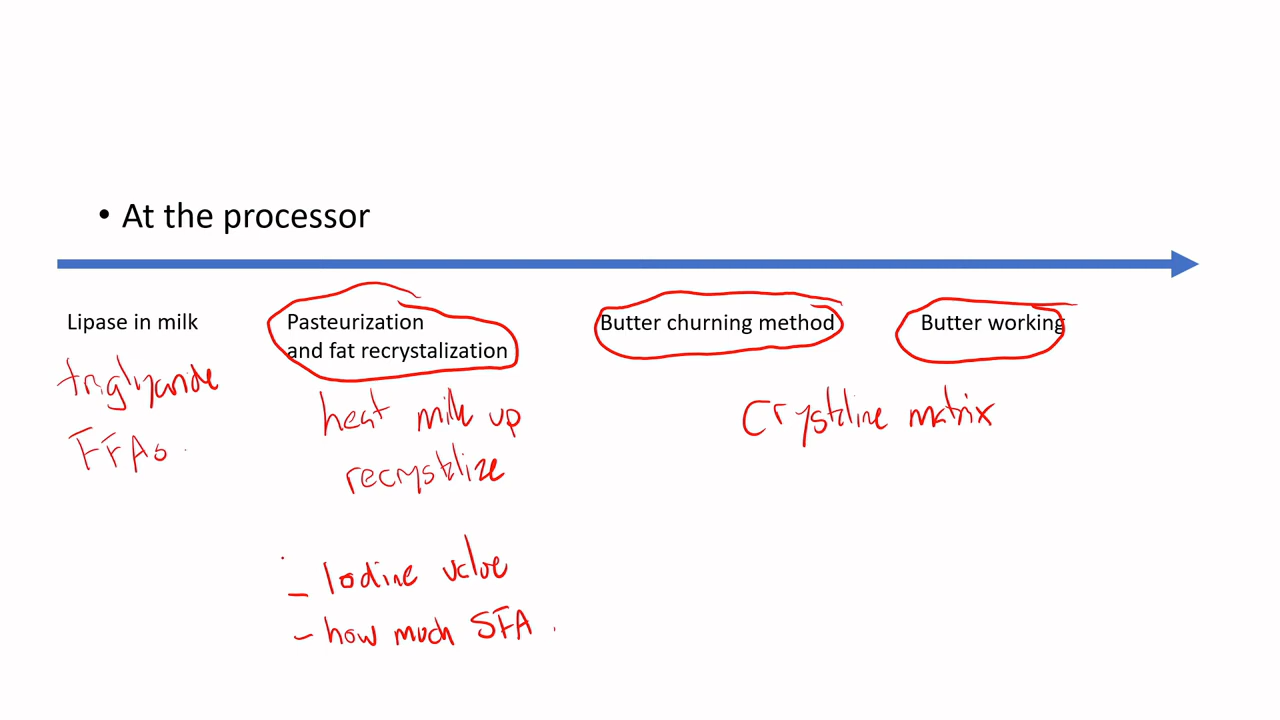 • At the processor
Lipase in milk
Pasteurization
and fat recrystalization
Butter churning method
Butter working
triglyceride
FFAs
heat milk up
recrystalize
Crystaline matrix
- Iodine value
- how much SFA